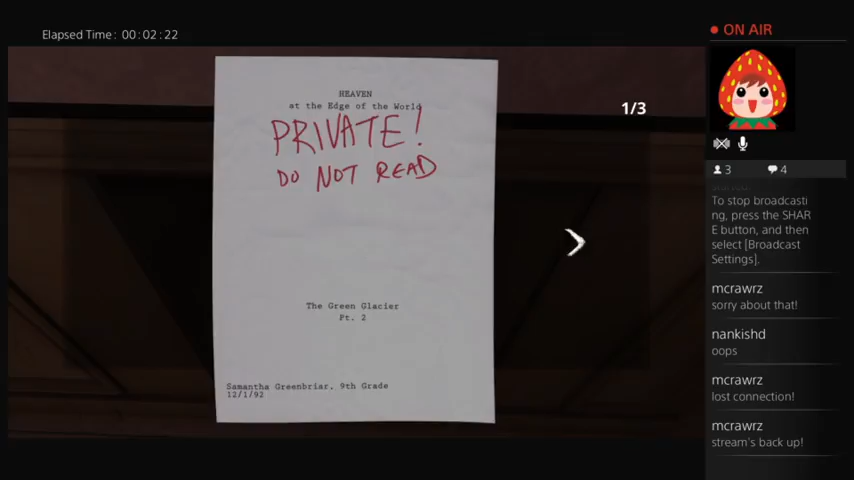 Elapsed Time: 00:02:22
HEAVEN
at the Edge of the World
PRIVATE!
DO NOT READ
The Green Glacier
Pt. 2
Samantha Greenbriar, 9th Grade
12/1/92
1/3
ON AIR
3
4
To stop broadcasti
ng, press the SHAR
E button, and then
select [Broadcast
Settings].
mcrawrz
sorry about that!
nankishd
oops
mcrawrz
lost connection!
mcrawrz
stream's back up!